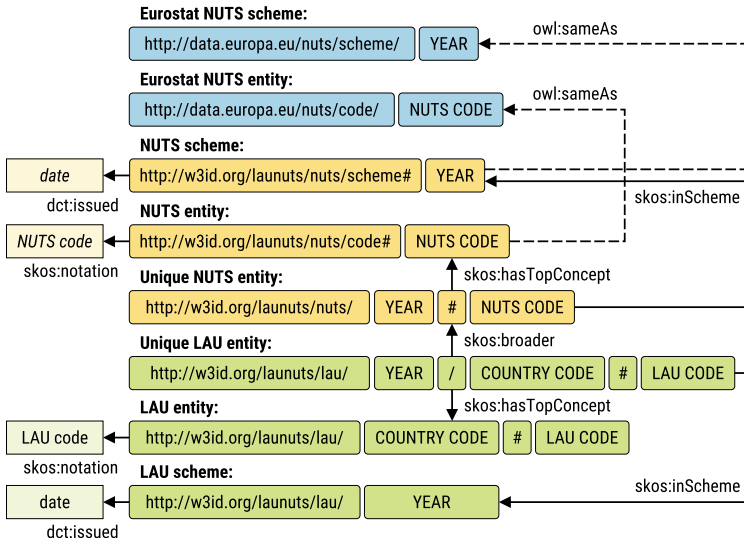 Eurostat NUTS scheme:
owl:sameAs
http://data.europa.eu/nuts/scheme/ YEAR
Eurostat NUTS entity:
owl:sameAs
http://data.europa.eu/nuts/code/ NUTS CODE
NUTS scheme:
date http://w3id.org/launuts/nuts/scheme# YEAR
dct:issued skos:inScheme
NUTS entity:
NUTS code http://w3id.org/launuts/nuts/code# NUTS CODE
skos:notation skos:hasTopConcept
Unique NUTS entity:
http://w3id.org/launuts/nuts/ YEAR # NUTS CODE
Unique LAU entity: skos:broader
http://w3id.org/launuts/lau/ YEAR / COUNTRY CODE # LAU CODE
LAU entity: skos:hasTopConcept
LAU code http://w3id.org/launuts/lau/ COUNTRY CODE # LAU CODE
skos:notation
LAU scheme:
skos:inScheme
date http://w3id.org/launuts/lau/ YEAR
dct:issued